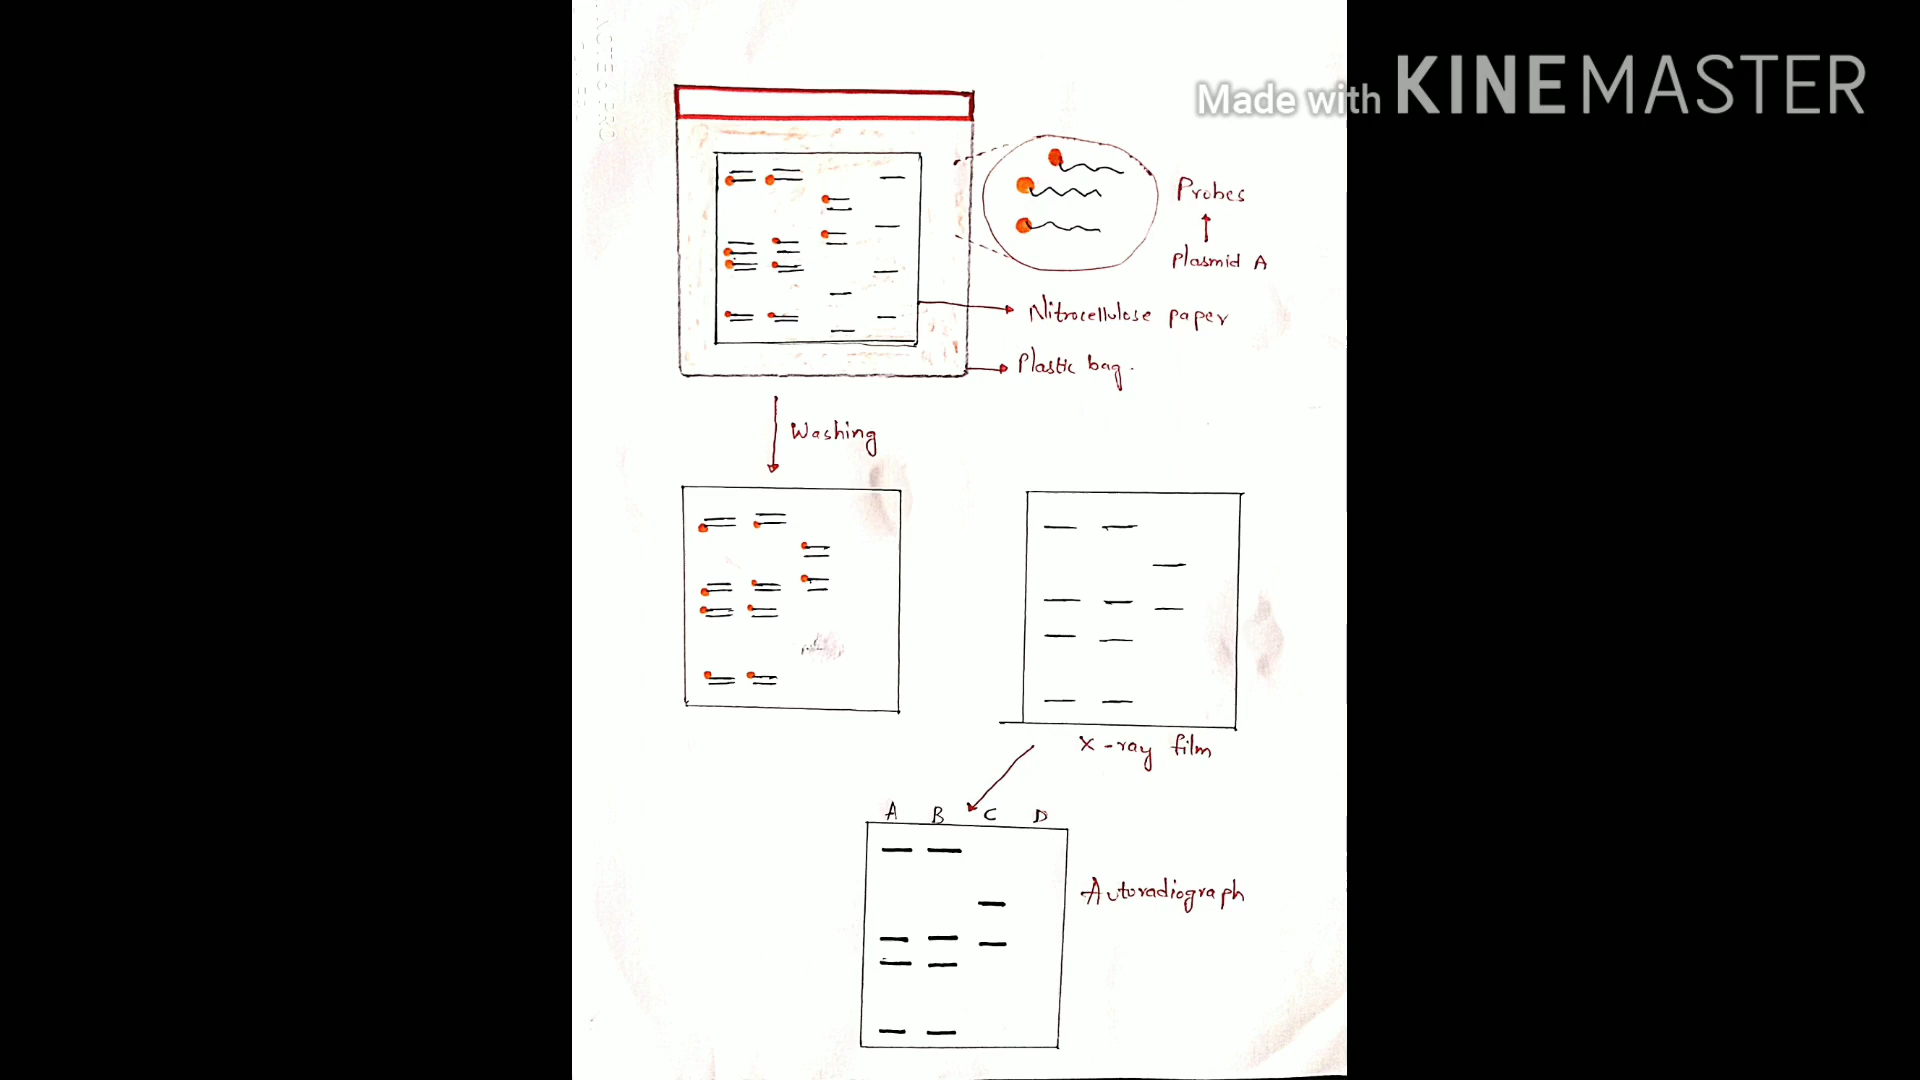 Made with KINEMASTER
Probes
Plasmid A
Nitrocellulose paper
Plastic bag.
Washing
X-ray film
A B C D
Autoradiograph